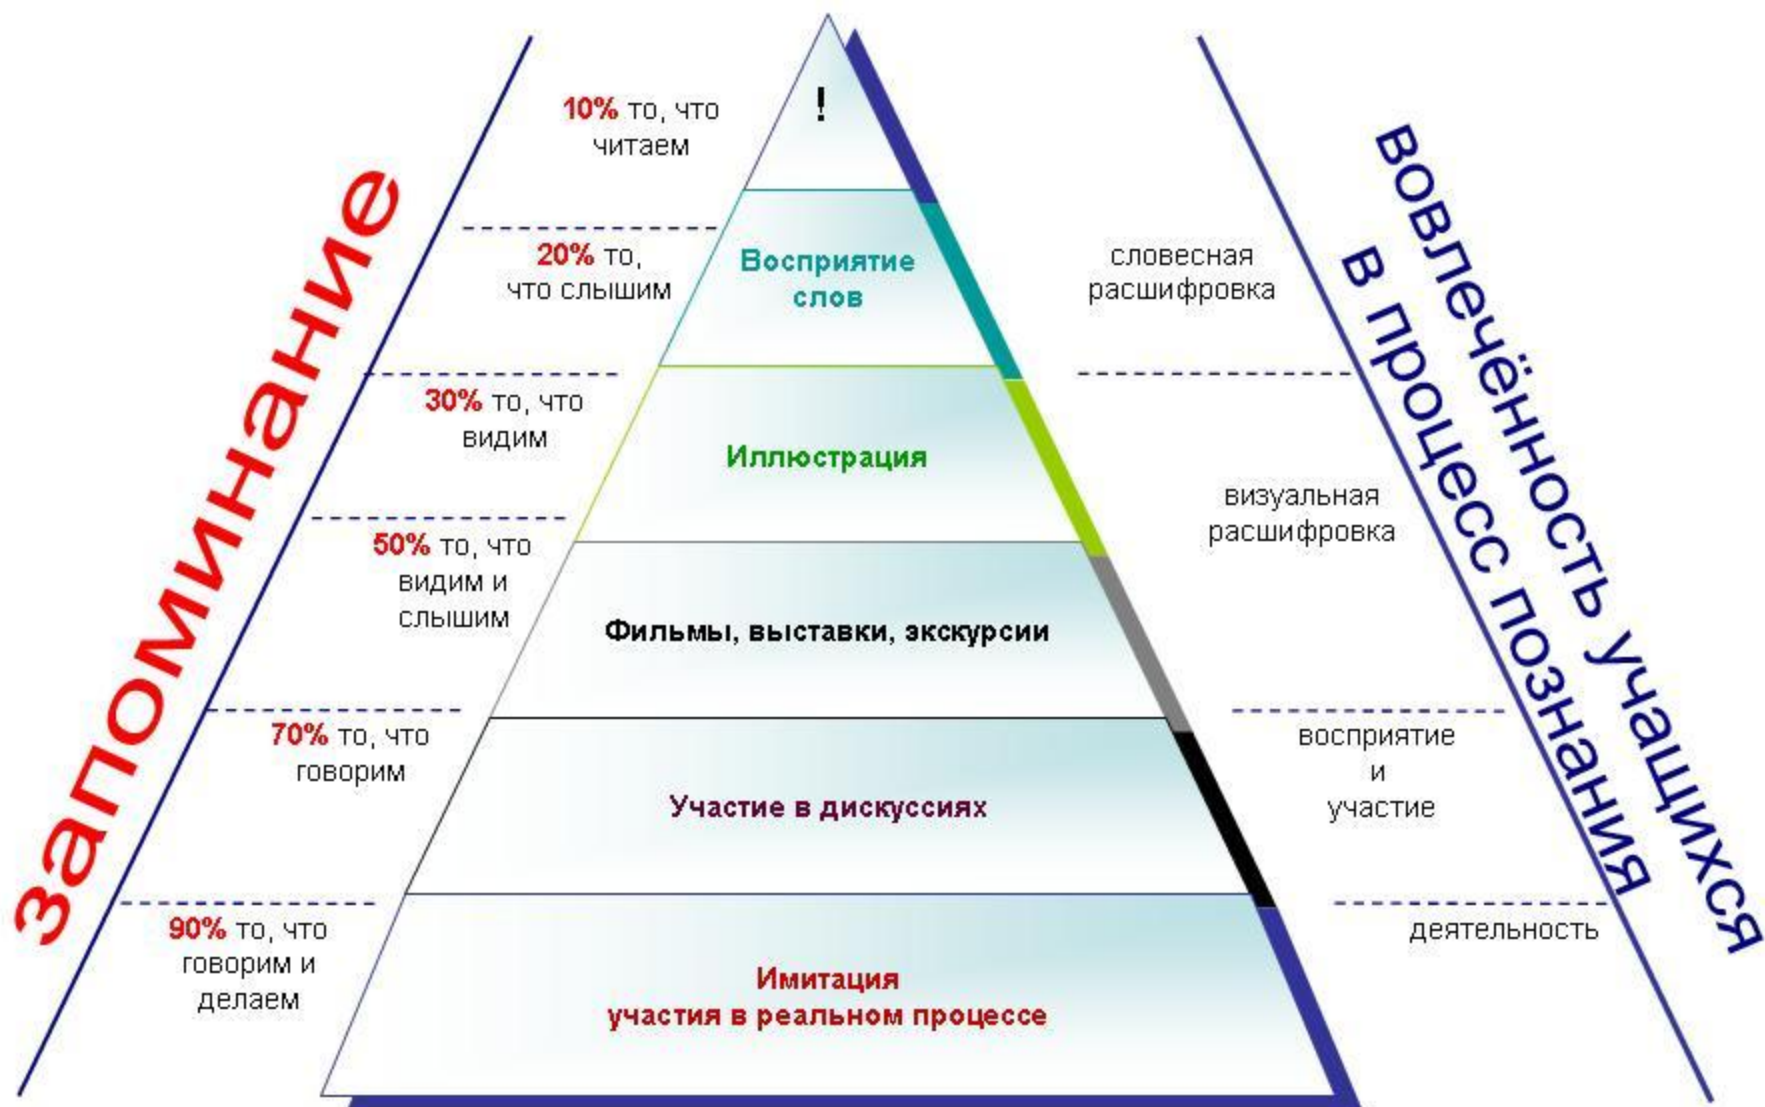 Запоминание
10% то, что
читаем
20% то,
что слышим
30% то, что
видим
50% то, что
видим и
слышим
70% то, что
говорим
90% то, что
говорим и
делаем
!
Восприятие
слов
Иллюстрация
Фильмы, выставки, экскурсии
Участие в дискуссиях
Имитация
участия в реальном процессе
словесная
расшифровка
визуальная
расшифровка
восприятие
и
участие
деятельность
вовлечённость учащихся
в процесс познания